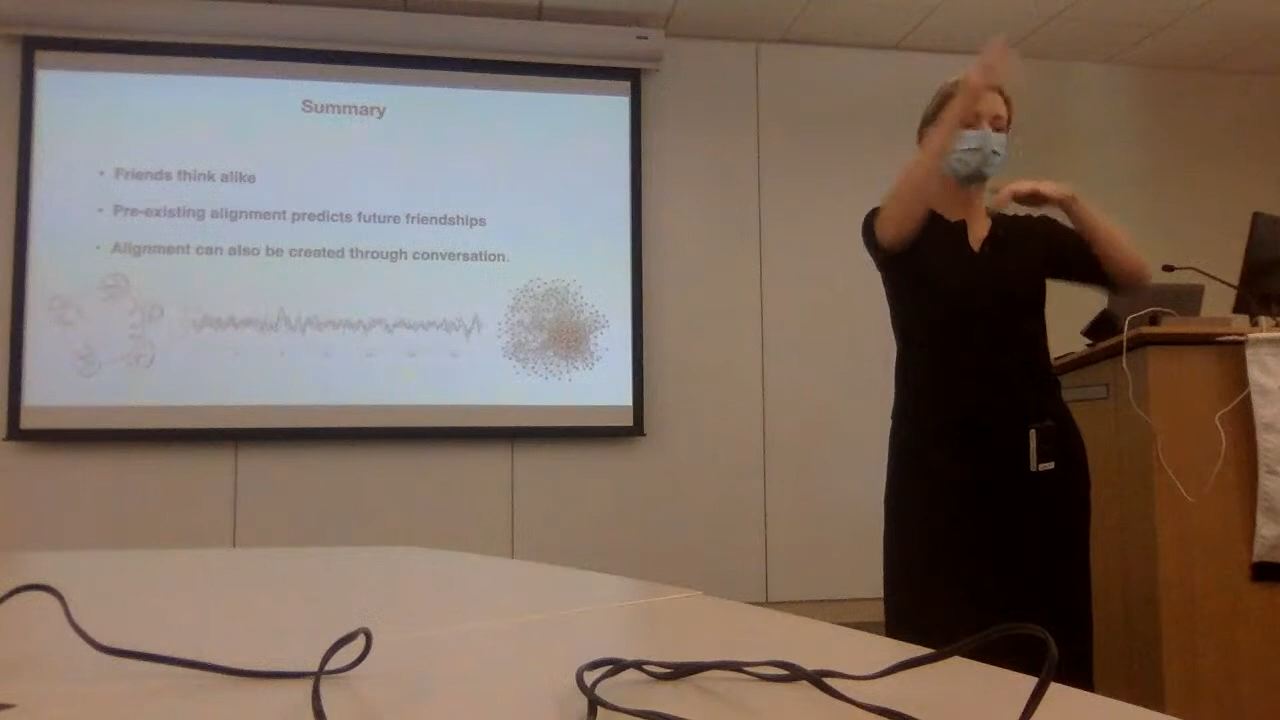 Summary
• Friends think alike
• Pre-existing alignment predicts future friendships
• Alignment can also be created through conversation.